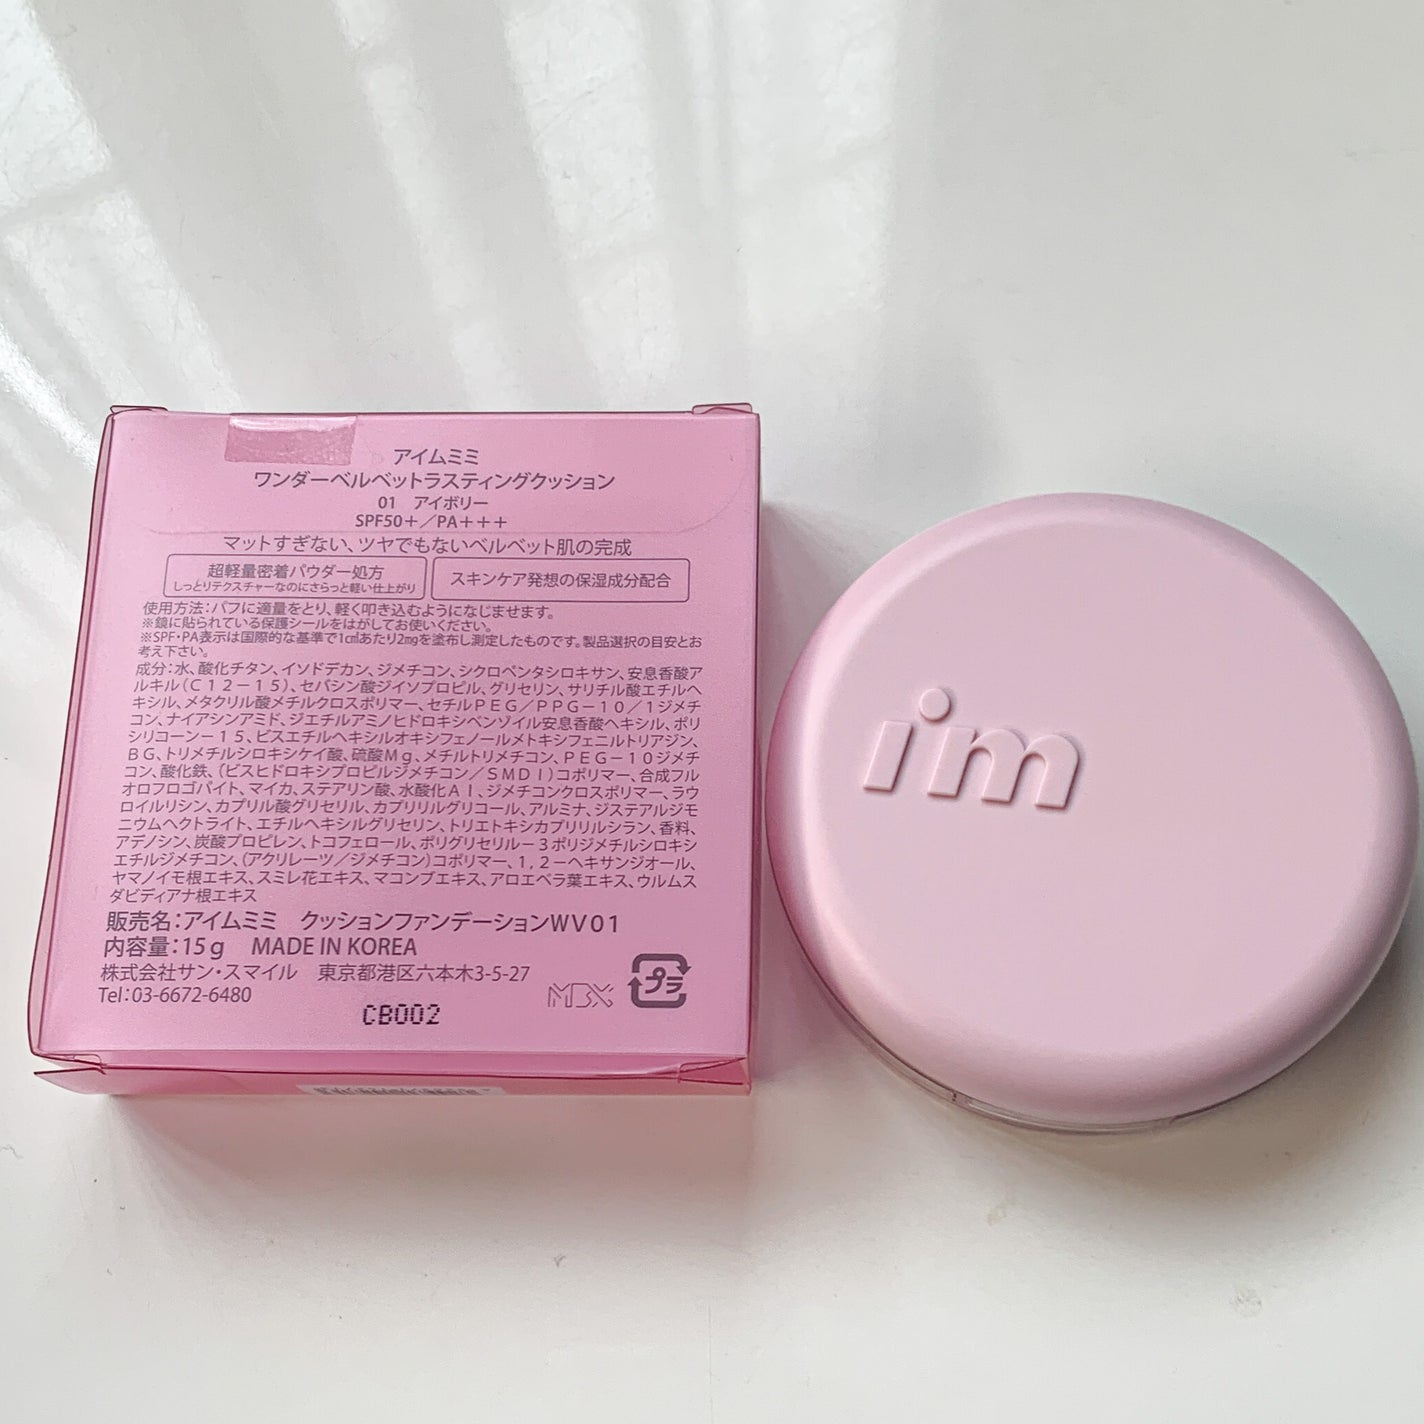 アイムミミ
ワンダーベルベットラスティングクッション
01　アイボリー
SPF50＋／PA＋＋＋
マットすぎない、ツヤでもないベルベット肌の完成
超軽量密着パウダー処方
しっとりテクスチャーなのにさらっと軽い仕上がり
スキンケア発想の保湿成分配合
使用方法：パフに適量をとり、軽く叩き込むようになじませます。
※鏡に貼られている保護シールをはがしてお使いください。
※SPF・PA表示は国際的な基準で1㎠あたり2㎎を塗布し測定したものです。製品選択の目安とお
考え下さい。
成分：水、酸化チタン、イソドデカン、ジメチコン、シクロペンタシロキサン、安息香酸ア
ルキル（Ｃ１２－１５）、セバシン酸ジイソプロピル、グリセリン、サリチル酸エチルヘ
キシル、メタクリル酸メチルクロスポリマー、セチルＰＥＧ／ＰＰＧ－１０／１ジメチ
コン、ナイアシンアミド、ジエチルアミノヒドロキシベンゾイル安息香酸ヘキシル、ポリ
シリコーン－１５、ビスエチルヘキシルオキシフェノールメトキシフェニルトリアジン、
ＢＧ、トリメチルシロキシケイ酸、硫酸Ｍｇ、メチルトリメチコン、ＰＥＧ－１０ジメチ
コン、酸化鉄、（ビスヒドロキシプロピルジメチコン／ＳＭＤＩ）コポリマー、合成フル
オロフロゴパイト、マイカ、ステアリン酸、水酸化Ａｌ、ジメチコンクロスポリマー、ラウ
ロイルリシン、カプリル酸グリセリル、カプリリルグリコール、アルミナ、ジステアルジモ
ニウムヘクトライト、エチルヘキシルグリセリン、トリエトキシカプリリルシラン、香料、
アデノシン、炭酸プロピレン、トコフェロール、ポリグリセリル－３ポリジメチルシロキシ
エチルジメチコン、（アクリレーツ／ジメチコン）コポリマー、１，２－ヘキサンジオール、
ヤマノイモ根エキス、スミレ花エキス、マコンブエキス、アロエベラ葉エキス、ウルムス
ダビディアナ根エキス
販売名：アイムミミ　クッションファンデーションWV０１
内容量：15ｇ　MADE IN KOREA
株式会社サン・スマイル　東京都港区六本木3-5-27
Tel：03-6672-6480
MBX
プラ
CB002
i'm